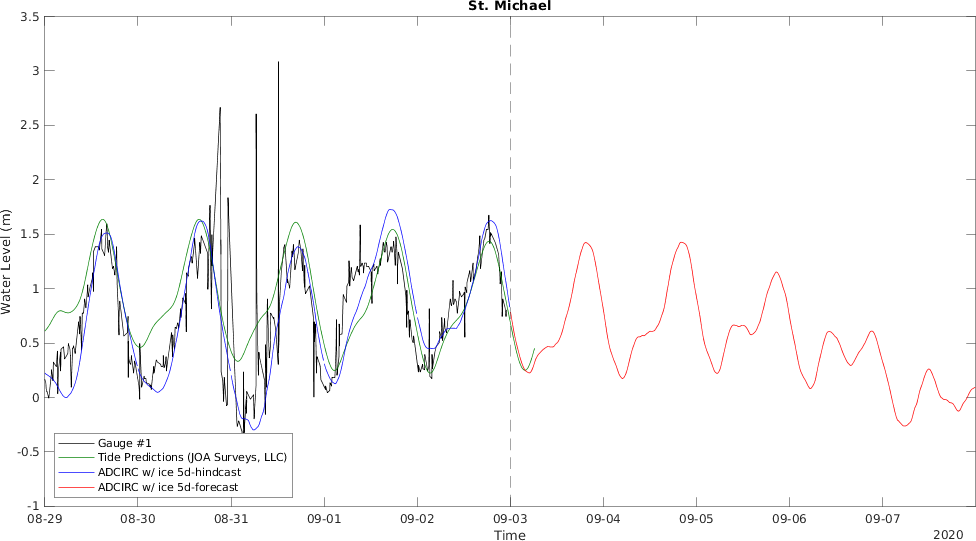 St. Michael
3.5
3
2.5
2
1.5
1
0.5
0
-0.5
-1
Water Level (m)
Gauge #1
Tide Predictions (JOA Surveys, LLC)
ADCIRC w/ ice 5d-hindcast
ADCIRC w/ ice 5d-forecast
08-29 08-30 08-31 09-01 09-02 09-03 09-04 09-05 09-06 09-07
Time
2020